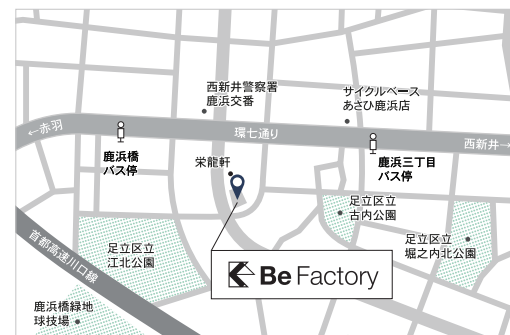 西新井警察署
鹿浜交番
サイクルベース
あさひ鹿浜店
←赤羽
環七通り
西新井→
鹿浜橋
バス停
栄龍軒
鹿浜三丁目
バス停
足立区立
古内公園
足立区立
堀之内北公園
足立区立
江北公園
首都高速川口線
Be Factory
鹿浜橋緑地
球技場